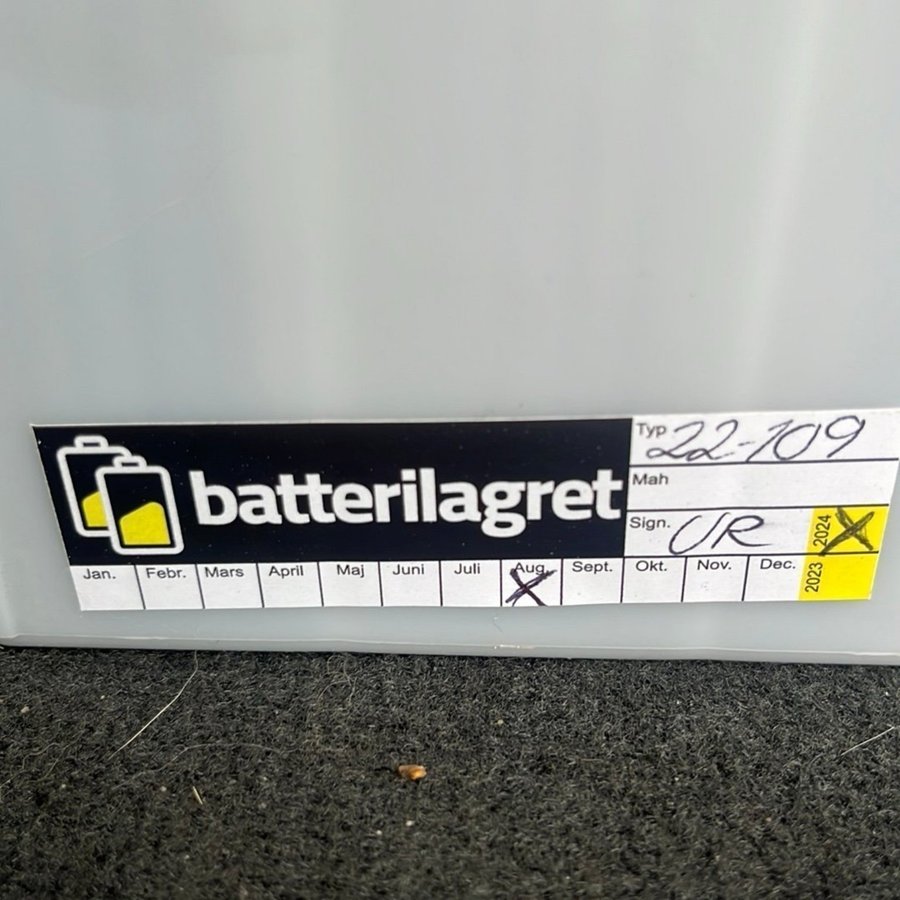 batterilagret
Typ 22-109
Mah
Sign. UR
2024 X
2023
Jan. Febr. Mars April Maj Juni Juli Aug. X Sept. Okt. Nov. Dec.